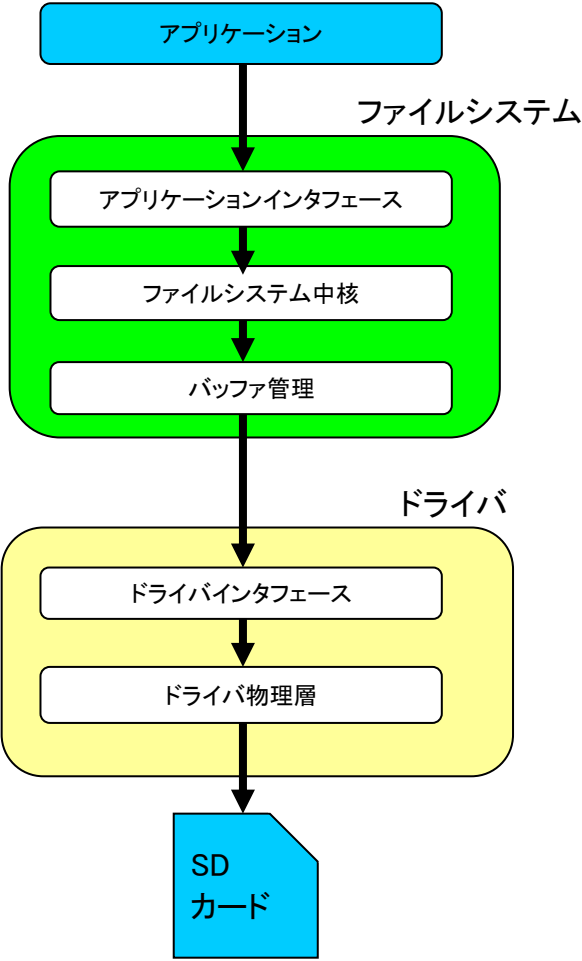 アプリケーション
ファイルシステム
アプリケーションインタフェース
ファイルシステム中核
バッファ管理
ドライバ
ドライバインタフェース
ドライバ物理層
SD
カード